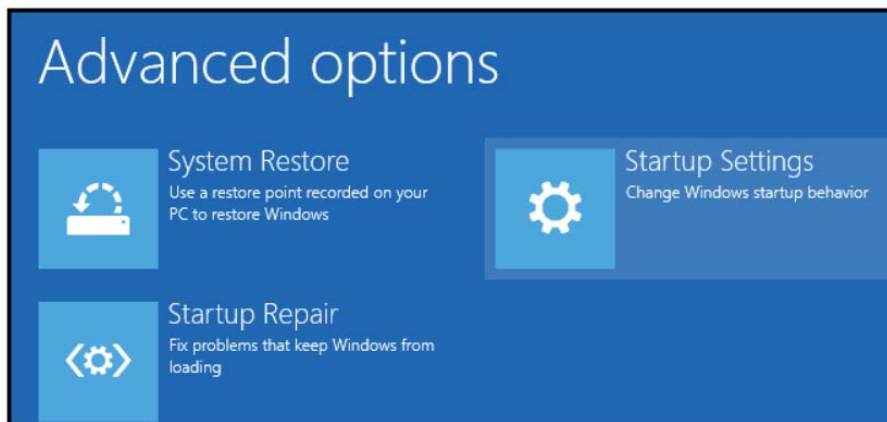 Advanced options
System Restore
Use a restore point recorded on your
PC to restore Windows
Startup Settings
Change Windows startup behavior
Startup Repair
Fix problems that keep Windows from
loading